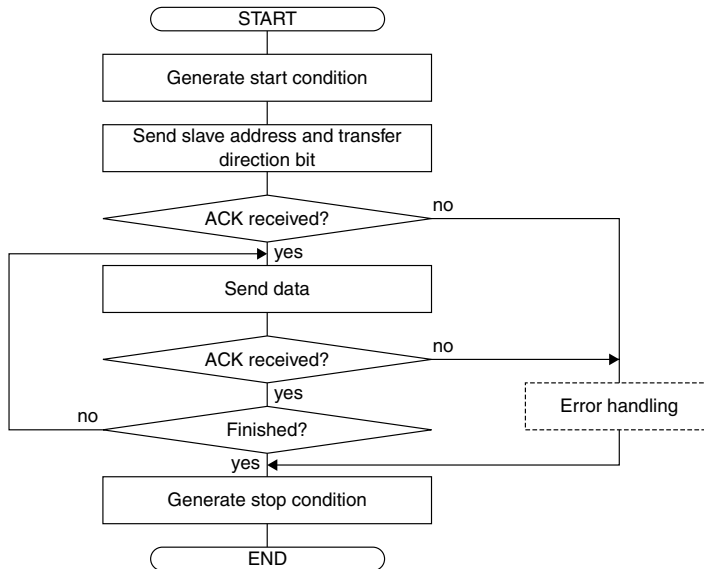 START
Generate start condition
Send slave address and transfer
direction bit
ACK received?
no
yes
Send data
ACK received?
no
yes
Error handling
no
Finished?
yes
Generate stop condition
END